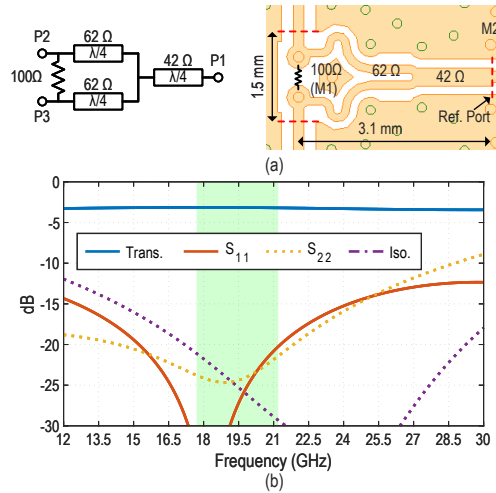 (a)
P2
62 Ω
λ/4
100Ω
42 Ω
λ/4
P1
62 Ω
λ/4
P3
M2
1.5 mm
100Ω
(M1)
62 Ω
42 Ω
Ref. Port
3.1 mm
(a)
0
-5
-10
-15
-20
-25
-30
dB
Trans.
S11
S22
Iso.
12
13.5
15
16.5
18
19.5
21
22.5
24
25.5
27
28.5
30
Frequency (GHz)
(b)